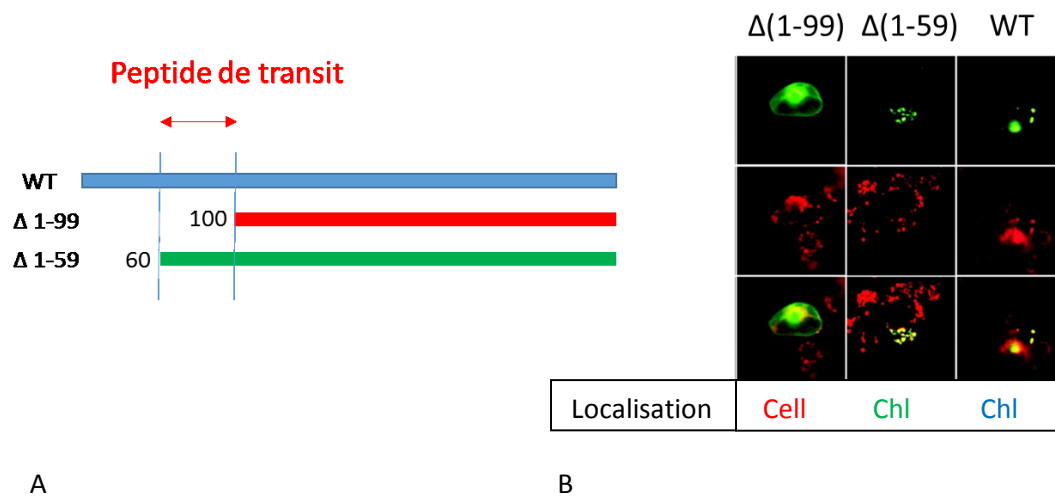 Δ(1-99) Δ(1-59) WT
Peptide de transit
WT
Δ 1-99 100
Δ 1-59 60
Localisation Cell Chl Chl
A B